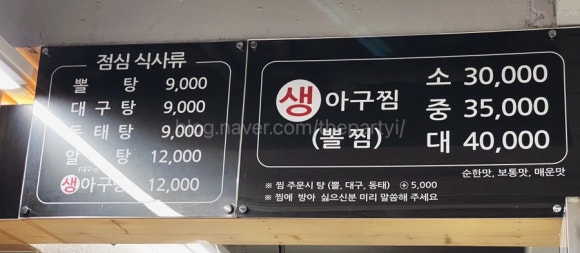 점심 식사류
뽈 탕 9,000
대 구 탕 9,000
동 태 탕 9,000
알 탕 12,000
생 아구탕 12,000
생 아구찜
(뽈 찜)
소 30,000
중 35,000
대 40,000
순한맛, 보통맛, 매운맛
※ 찜 주문시 탕 (뽈, 대구, 동태) + 5,000
※ 찜에 방아 싫으신분 미리 말씀해 주세요
blog.naver.com/thepartyi/